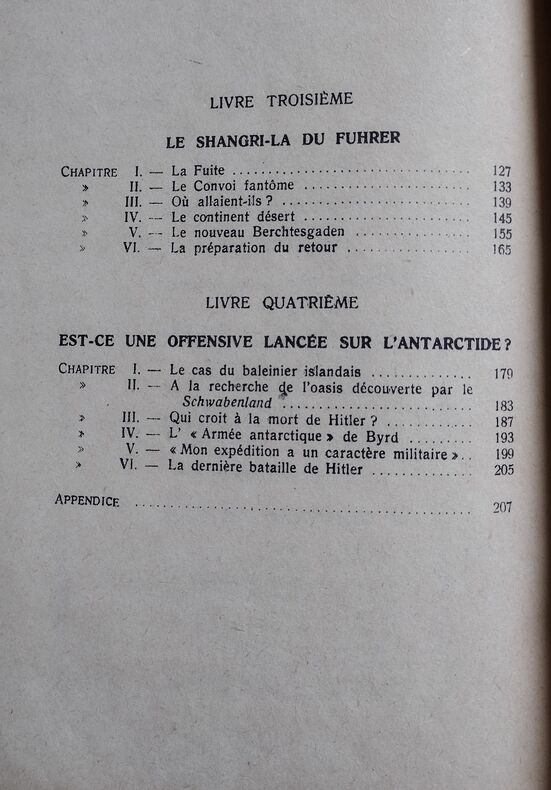 LIVRE TROISIÈME
LE SHANGRI-LA DU FUHRER
CHAPITRE I. — La Fuite .............................. 127
» II. — Le Convoi fantôme ..................... 133
» III. — Où allaient-ils ? ........................ 139
» IV. — Le continent désert .................... 145
» V. — Le nouveau Berchtesgaden ............. 155
» VI. — La préparation du retour ............... 165
LIVRE QUATRIÈME
EST-CE UNE OFFENSIVE LANCÉE SUR L'ANTARCTIDE ?
CHAPITRE I. — Le cas du baleinier islandais ............. 179
» II. — A la recherche de l'oasis découverte par le
Schwabenland ........................ 183
» III. — Qui croit à la mort de Hitler ? ........... 187
» IV. — L' « Armée antarctique » de Byrd ........ 193
» V. — « Mon expédition a un caractère militaire ».. 199
» VI. — La dernière bataille de Hitler ............ 205
APPENDICE ........................................... 207